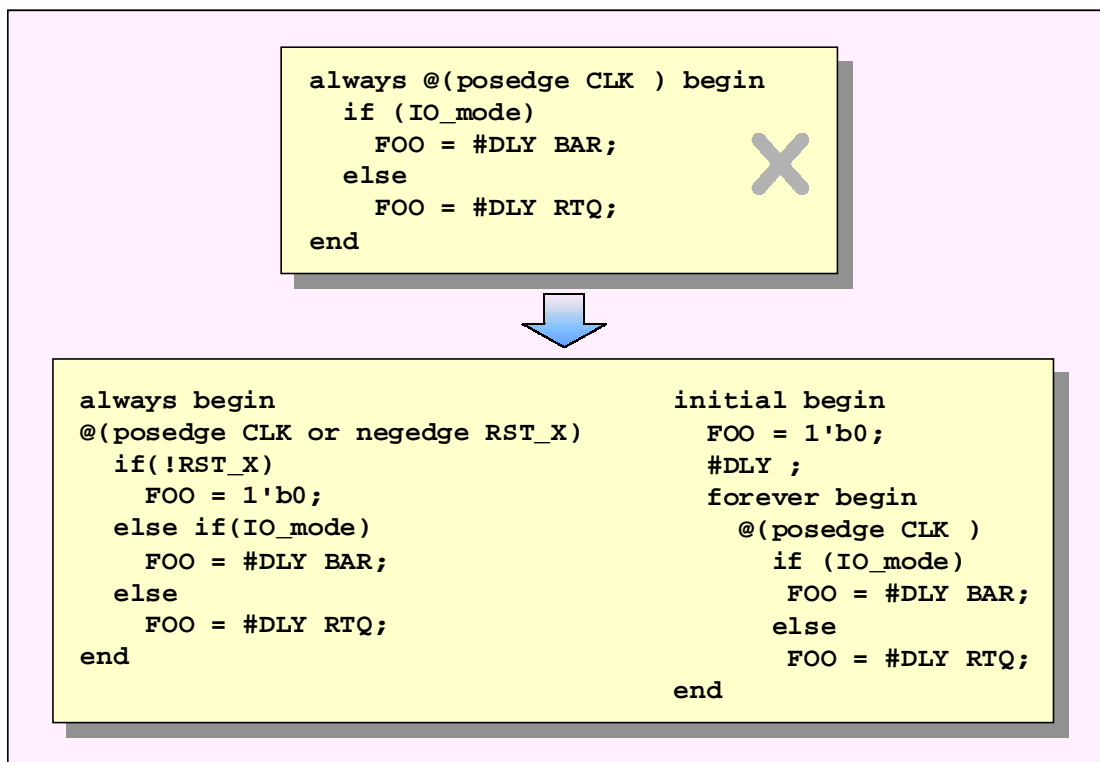 always @(posedge CLK ) begin
if (IO_mode)
FOO = #DLY BAR;
else
FOO = #DLY RTQ;
end
always begin
@(posedge CLK or negedge RST_X)
if(!RST_X)
FOO = 1'b0;
else if(IO_mode)
FOO = #DLY BAR;
else
FOO = #DLY RTQ;
end
initial begin
FOO = 1'b0;
#DLY ;
forever begin
@(posedge CLK )
if (IO_mode)
FOO = #DLY BAR;
else
FOO = #DLY RTQ;
end